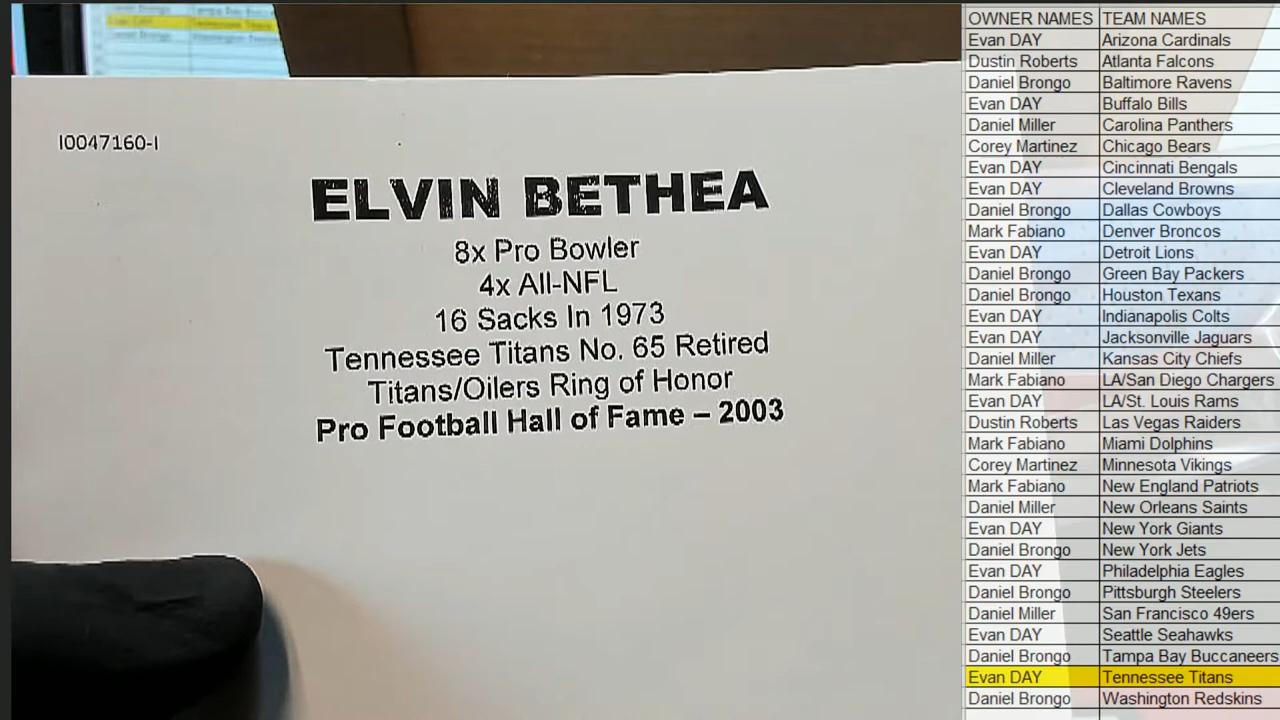 I0047160-I
ELVIN BETHEA
8x Pro Bowler
4x All-NFL
16 Sacks In 1973
Tennessee Titans No. 65 Retired
Titans/Oilers Ring of Honor
Pro Football Hall of Fame – 2003
OWNER NAMES TEAM NAMES
Evan DAY Arizona Cardinals
Dustin Roberts Atlanta Falcons
Daniel Brongo Baltimore Ravens
Evan DAY Buffalo Bills
Daniel Miller Carolina Panthers
Corey Martinez Chicago Bears
Evan DAY Cincinnati Bengals
Evan DAY Cleveland Browns
Daniel Brongo Dallas Cowboys
Mark Fabiano Denver Broncos
Evan DAY Detroit Lions
Daniel Brongo Green Bay Packers
Daniel Brongo Houston Texans
Evan DAY Indianapolis Colts
Evan DAY Jacksonville Jaguars
Daniel Miller Kansas City Chiefs
Mark Fabiano LA/San Diego Chargers
Evan DAY LA/St. Louis Rams
Dustin Roberts Las Vegas Raiders
Mark Fabiano Miami Dolphins
Corey Martinez Minnesota Vikings
Mark Fabiano New England Patriots
Daniel Miller New Orleans Saints
Evan DAY New York Giants
Daniel Brongo New York Jets
Evan DAY Philadelphia Eagles
Daniel Brongo Pittsburgh Steelers
Daniel Miller San Francisco 49ers
Evan DAY Seattle Seahawks
Daniel Brongo Tampa Bay Buccaneers
Evan DAY Tennessee Titans
Daniel Brongo Washington Redskins